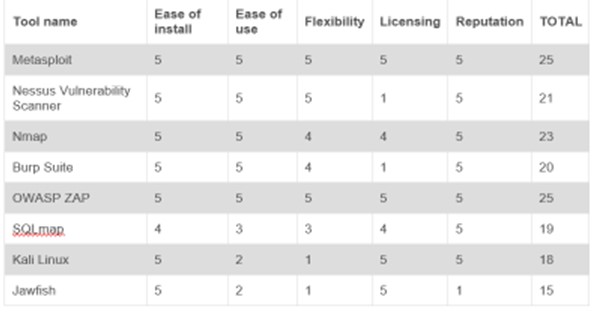 Tool name Ease of install Ease of use Flexibility Licensing Reputation TOTAL
Metasploit 5 5 5 5 5 25
Nessus Vulnerability Scanner 5 5 5 1 5 21
Nmap 5 5 4 4 5 23
Burp Suite 5 5 4 1 5 20
OWASP ZAP 5 5 5 5 5 25
SQLmap 4 3 3 4 5 19
Kali Linux 5 2 1 5 5 18
Jawfish 5 2 1 5 1 15